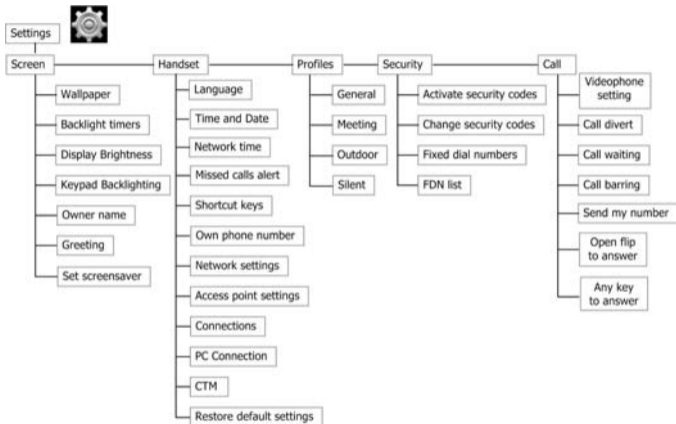 Settings
Screen
Wallpaper
Backlight timers
Display Brightness
Keypad Backlighting
Owner name
Greeting
Set screensaver
Handset
Language
Time and Date
Network time
Missed calls alert
Shortcut keys
Own phone number
Network settings
Access point settings
Connections
PC Connection
CTM
Restore default settings
Profiles
General
Meeting
Outdoor
Silent
Security
Activate security codes
Change security codes
Fixed dial numbers
FDN list
Call
Videophone
setting
Call divert
Call waiting
Call barring
Send my number
Open flip
to answer
Any key
to answer